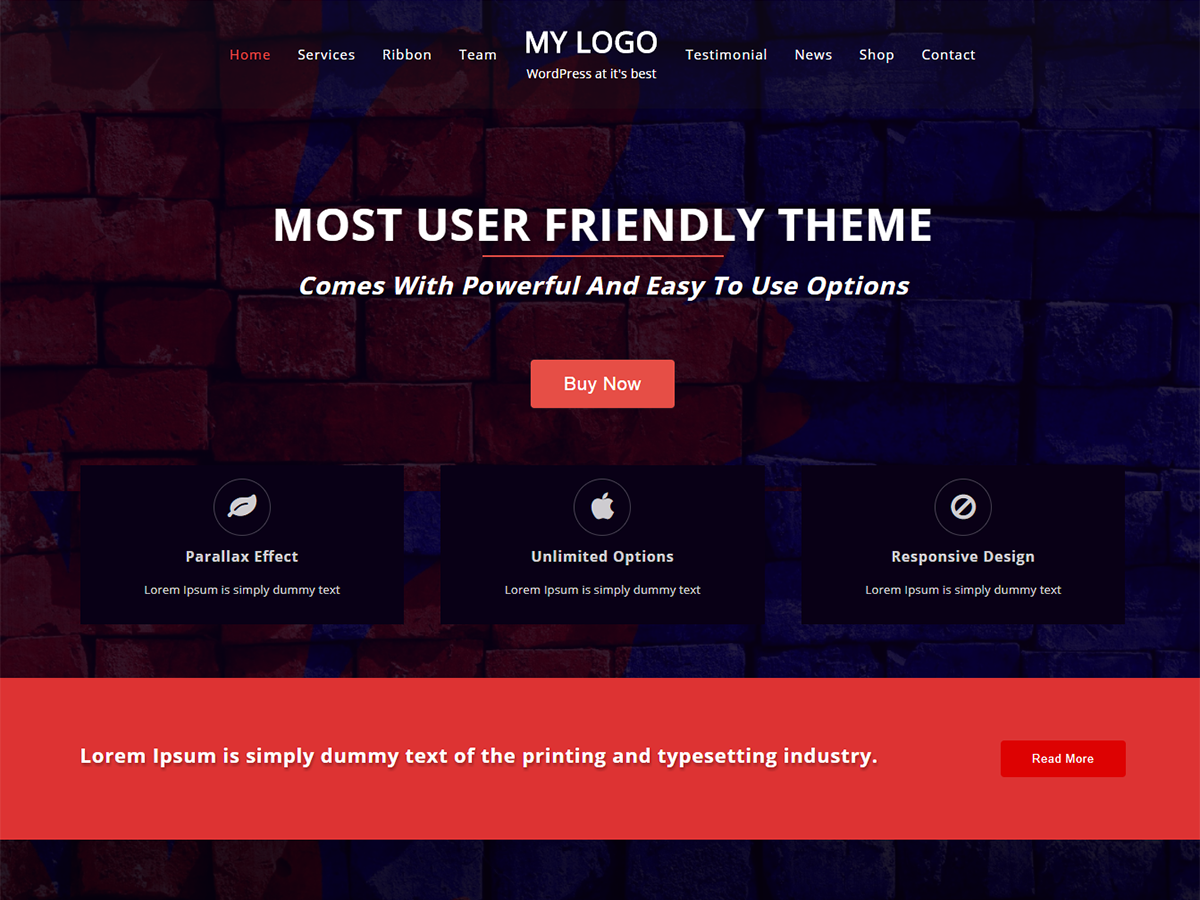 Home Services Ribbon Team
MY LOGO
WordPress at it's best
Testimonial News Shop Contact
MOST USER FRIENDLY THEME
Comes With Powerful And Easy To Use Options
Buy Now
Parallax Effect
Lorem Ipsum is simply dummy text
Unlimited Options
Lorem Ipsum is simply dummy text
Responsive Design
Lorem Ipsum is simply dummy text
Lorem Ipsum is simply dummy text of the printing and typesetting industry.
Read More